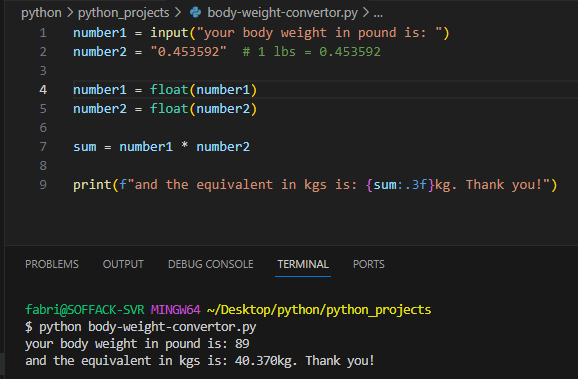 python > python_projects > body-weight-convertor.py > ...
1 number1 = input("your body weight in pound is: ")
2 number2 = "0.453592"  # 1 lbs = 0.453592
3
4 number1 = float(number1)
5 number2 = float(number2)
6
7 sum = number1 * number2
8
9 print(f"and the equivalent in kgs is: {sum:.3f}kg. Thank you!")
PROBLEMS OUTPUT DEBUG CONSOLE TERMINAL PORTS
fabri@SOFFACK-SVR MINGW64 ~/Desktop/python/python_projects
$ python body-weight-convertor.py
your body weight in pound is: 89
and the equivalent in kgs is: 40.370kg. Thank you!